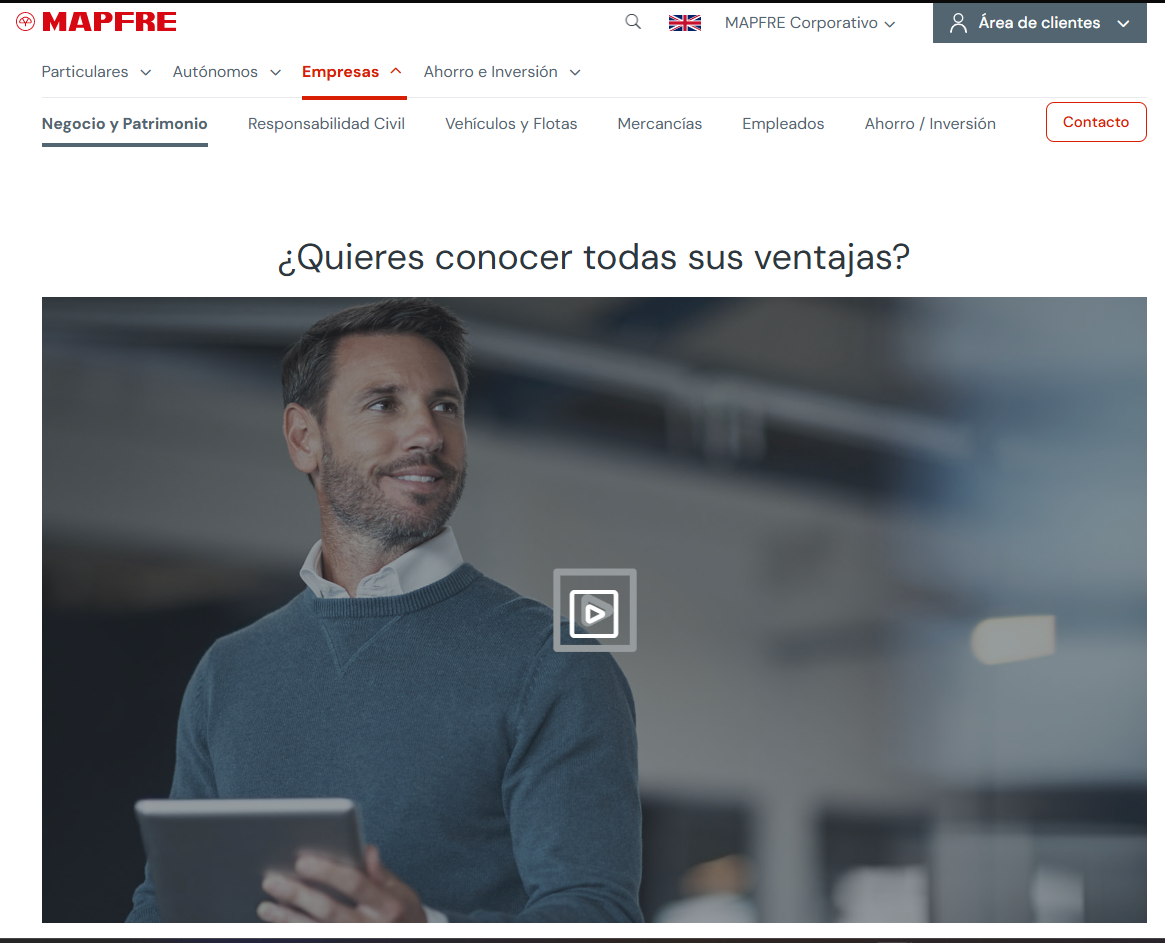 MAPFRE
MAPFRE Corporativo
Área de clientes
Particulares
Autónomos
Empresas
Ahorro e Inversión
Negocio y Patrimonio
Responsabilidad Civil
Vehículos y Flotas
Mercancías
Empleados
Ahorro / Inversión
Contacto
¿Quieres conocer todas sus ventajas?